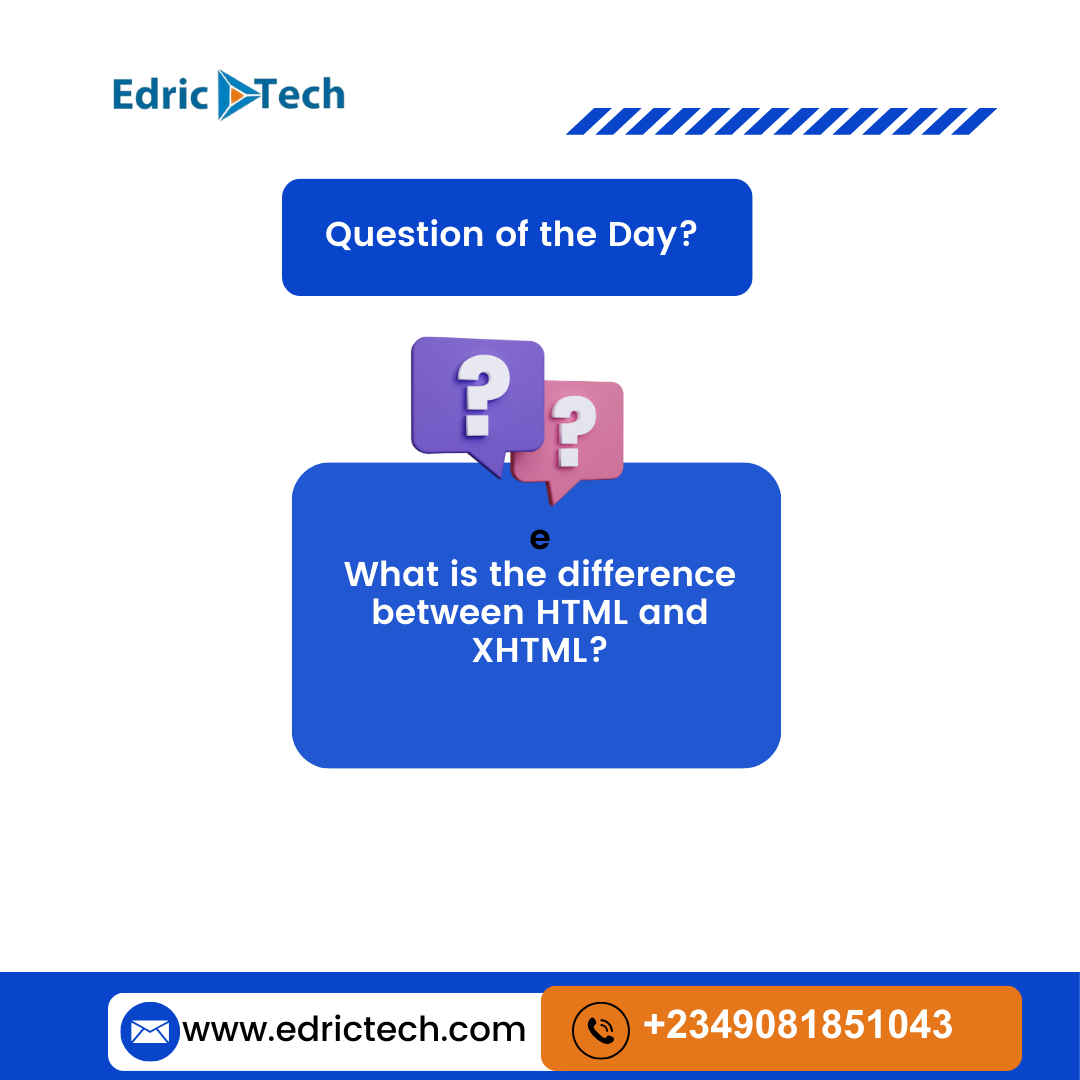 Edric Tech
Question of the Day?
? ?
e
What is the difference
between HTML and
XHTML?
www.edrictech.com
+2349081851043